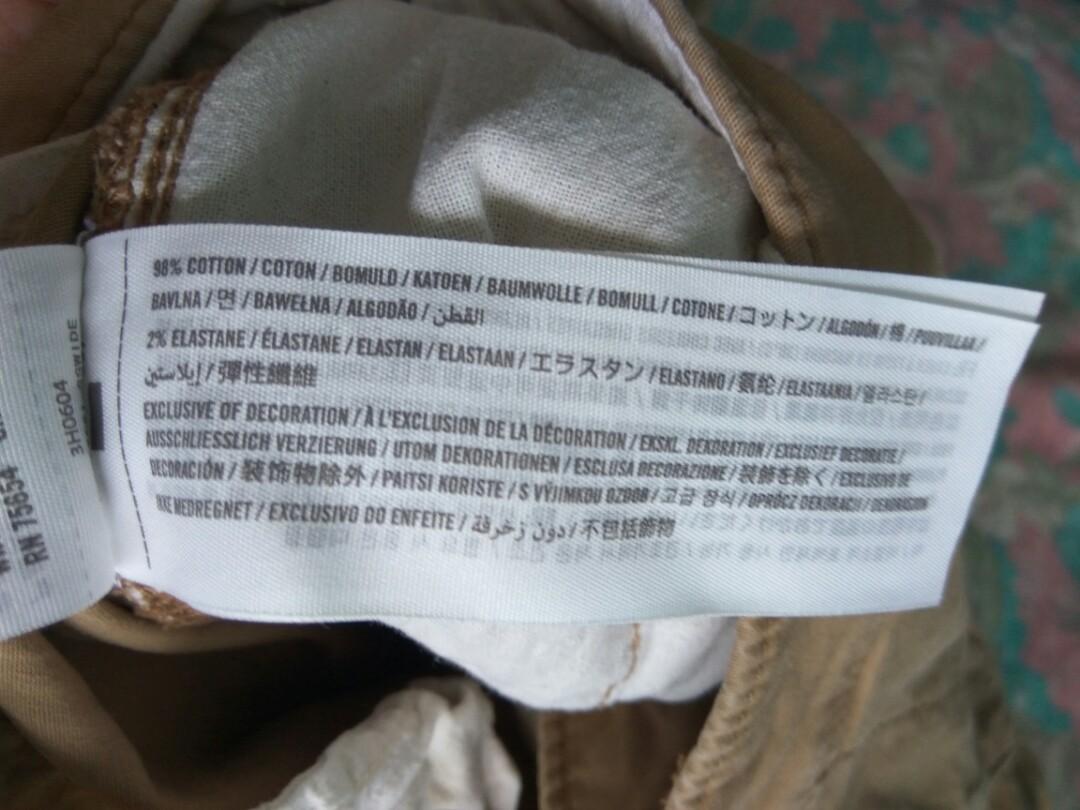 98% COTTON / COTON / BOMULD / KATOEN / BAUMWOLLE / BOMULL / COTONE / コットン / ALGODÓN / 棉 / PUUVILLAA /
BAVLNA / 면 / BAWEŁNA / ALGODÃO / القطن
2% ELASTANE / ÉLASTANE / ELASTAN / ELASTAAN / エラスタン / ELASTANO / 氨纶 / ELASTAANIA / 엘라스탄 /
إيلاستين / 彈性纖維
EXCLUSIVE OF DECORATION / À L'EXCLUSION DE LA DÉCORATION / EKSKL. DEKORATION / EXCLUSIEF DECORATIE /
AUSSCHLIESSLICH VERZIERUNG / UTOM DEKORATIONEN / ESCLUSA DECORAZIONE / 装飾を除く / EXCLUSIVO DE
DECORACIÓN / 装饰物除外 / PAITSI KORISTE / S VÝJIMKOU OZDOB / 고급 장식 / OPRÓCZ DEKORACJI / DEKORASJON
IKKE MEDREGNET / EXCLUSIVO DO ENFEITE / دون زخرفة / 不包括飾物
3H0604
RN 75654